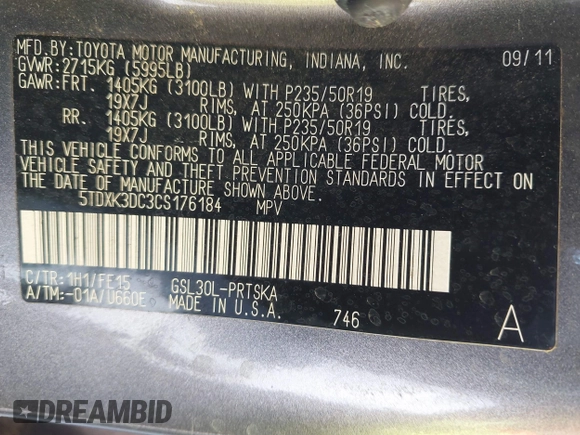 MFD.BY:TOYOTA MOTOR MANUFACTURING, INDIANA, INC. 09/11
GVWR:2715KG (5995LB)
GAWR:FRT. 1405KG (3100LB) WITH P235/50R19 TIRES,
19X7J RIMS, AT 250KPA (36PSI) COLD.
RR. 1405KG (3100LB) WITH P235/50R19 TIRES,
19X7J RIMS, AT 250KPA (36PSI) COLD.
THIS VEHICLE CONFORMS TO ALL APPLICABLE FEDERAL MOTOR
VEHICLE SAFETY AND THEFT PREVENTION STANDARDS IN EFFECT ON
THE DATE OF MANUFACTURE SHOWN ABOVE.
5TDXK3DC3CS176184 MPV
C/TR:1H1/FE15 GSL30L-PRTSKA
A/TM:-01A/U660E MADE IN U.S.A. 746 A
DREAMBID